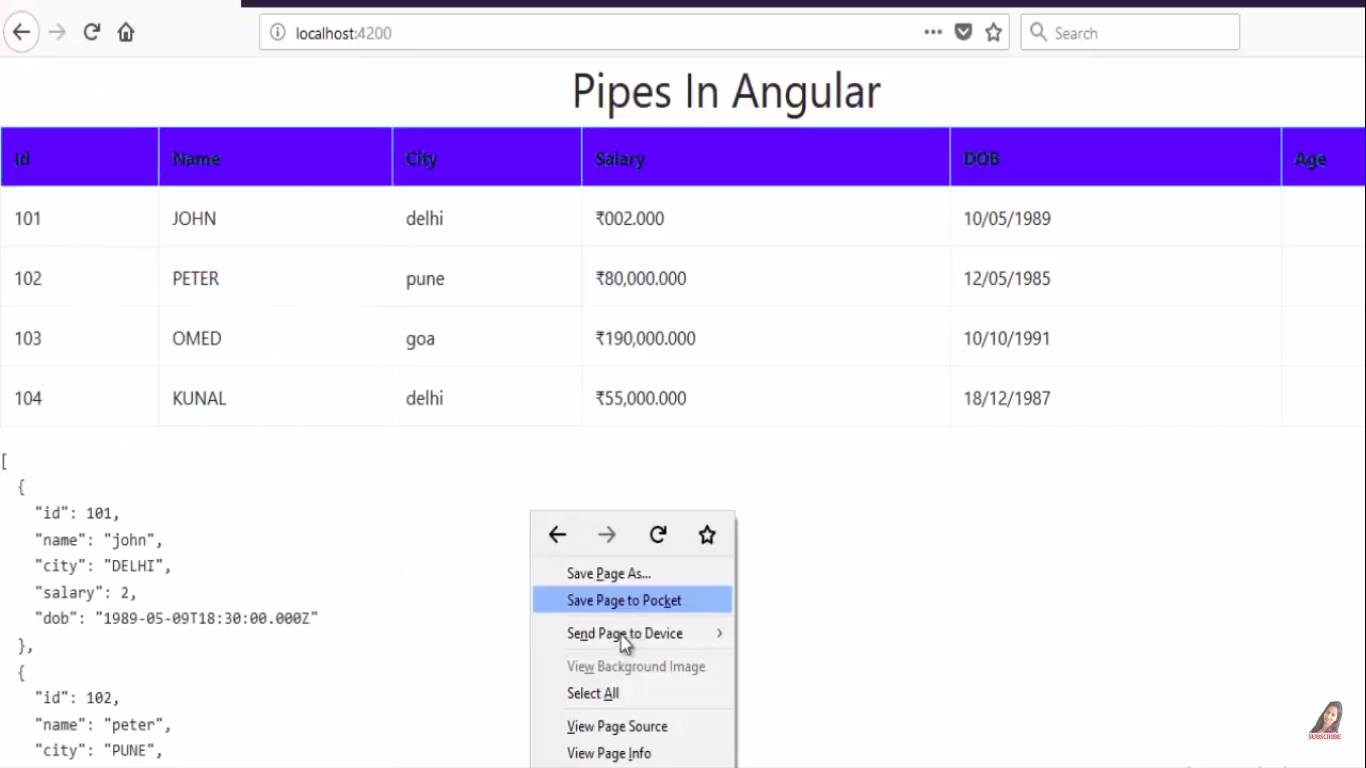 localhost:4200
Search
Pipes In Angular
Id Name City Salary DOB Age
101 JOHN delhi ₹002.000 10/05/1989
102 PETER pune ₹80,000.000 12/05/1985
103 OMED goa ₹190,000.000 10/10/1991
104 KUNAL delhi ₹55,000.000 18/12/1987
[
{
"id": 101,
"name": "john",
"city": "DELHI",
"salary": 2,
"dob": "1989-05-09T18:30:00.000Z"
},
{
"id": 102,
"name": "peter",
"city": "PUNE",
Save Page As...
Save Page to Pocket
Send Page to Device
View Background Image
Select All
View Page Source
View Page Info
SUBSCRIBE